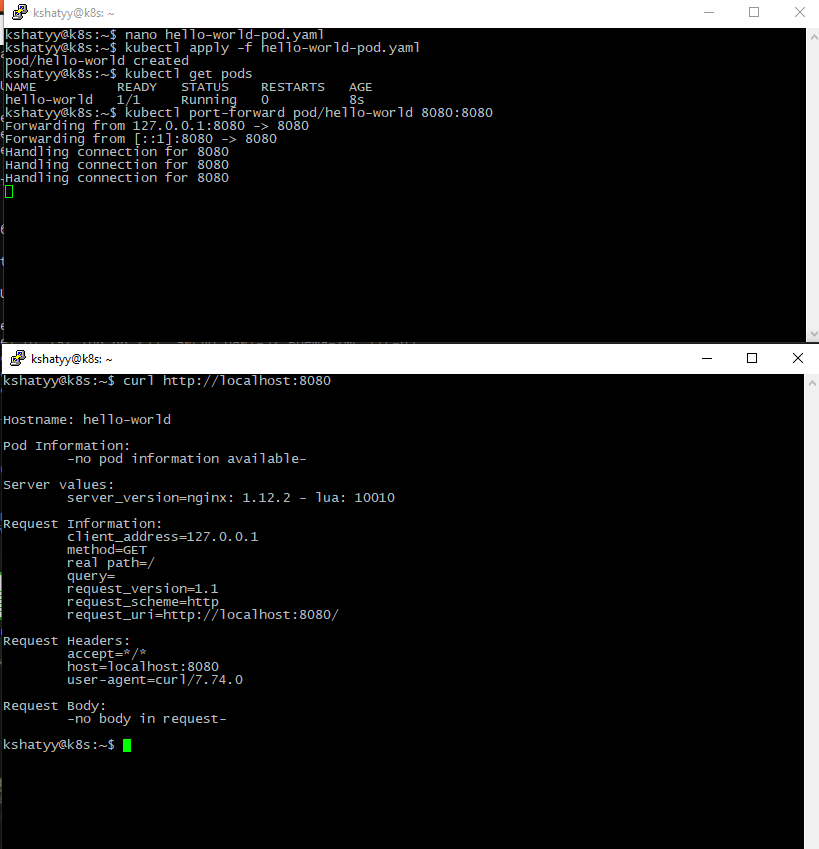 kshatyy@k8s: ~
kshatyy@k8s:~$ nano hello-world-pod.yaml
kshatyy@k8s:~$ kubectl apply -f hello-world-pod.yaml
pod/hello-world created
kshatyy@k8s:~$ kubectl get pods
NAME          READY   STATUS    RESTARTS   AGE
hello-world   1/1     Running   0          8s
kshatyy@k8s:~$ kubectl port-forward pod/hello-world 8080:8080
Forwarding from 127.0.0.1:8080 -> 8080
Forwarding from [::1]:8080 -> 8080
Handling connection for 8080
Handling connection for 8080
Handling connection for 8080
kshatyy@k8s: ~
kshatyy@k8s:~$ curl http://localhost:8080
Hostname: hello-world
Pod Information:
-no pod information available-
Server values:
server_version=nginx: 1.12.2 - lua: 10010
Request Information:
client_address=127.0.0.1
method=GET
real path=/
query=
request_version=1.1
request_scheme=http
request_uri=http://localhost:8080/
Request Headers:
accept=*/*
host=localhost:8080
user-agent=curl/7.74.0
Request Body:
-no body in request-
kshatyy@k8s:~$